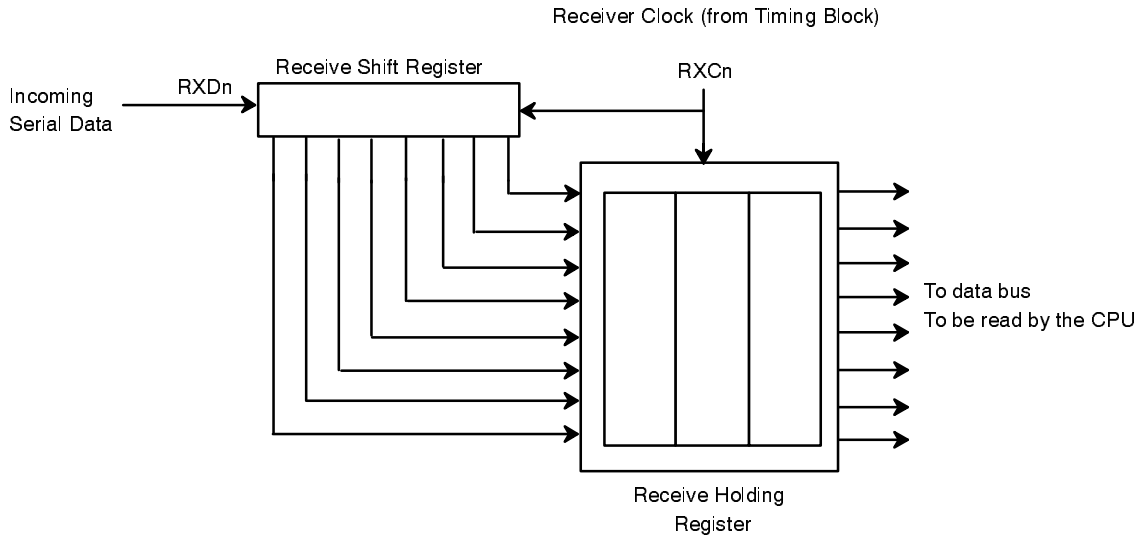 Receiver Clock (from Timing Block)
Receive Shift Register
RXCn
RXDn
Incoming
Serial Data
To data bus
To be read by the CPU
Receive Holding
Register